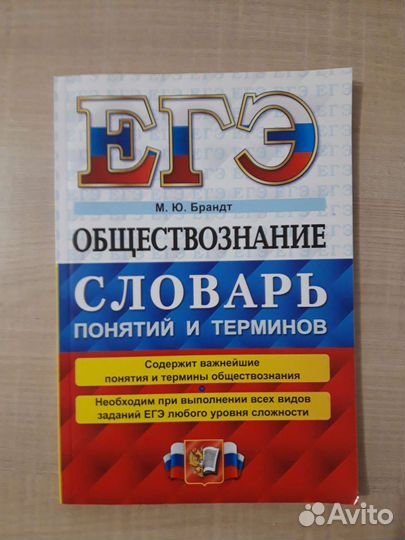 ЕГЭ
М. Ю. Брандт
ОБЩЕСТВОЗНАНИЕ
СЛОВАРЬ
ПОНЯТИЙ И ТЕРМИНОВ
Содержит важнейшие
понятия и термины обществознания
Необходим при выполнении всех видов
заданий ЕГЭ любого уровня сложности
Avito